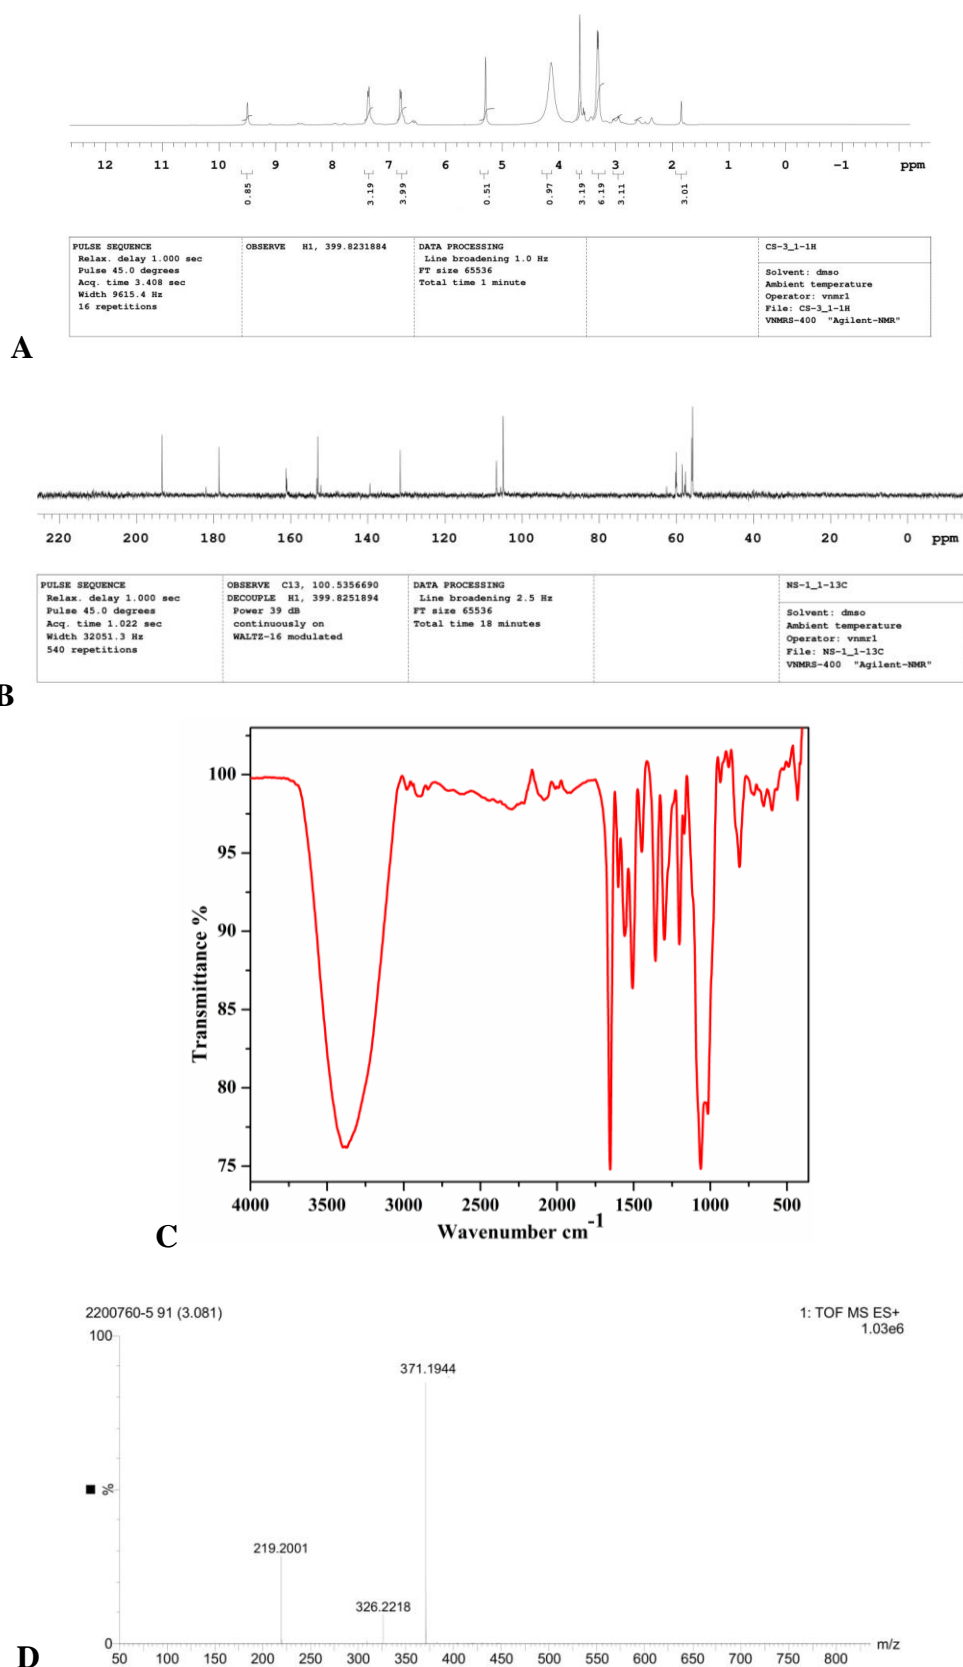 12 11 10 9 8 7 6 5 4 3 2 1 0 -1 ppm
0.85 3.19 3.99 0.51 0.97 3.19 6.19 3.11 3.01
PULSE SEQUENCE
Relax. delay 1.000 sec
Pulse 45.0 degrees
Acq. time 3.408 sec
Width 9615.4 Hz
16 repetitions
OBSERVE H1, 399.8231884
DATA PROCESSING
Line broadening 1.0 Hz
FT size 65536
Total time 1 minute
CS-3_1-1H
Solvent: dmso
Ambient temperature
Operator: vnmr1
File: CS-3_1-1H
VNMRS-400 "Agilent-NMR"
A
220 200 180 160 140 120 100 80 60 40 20 0 ppm
PULSE SEQUENCE
Relax. delay 1.000 sec
Pulse 45.0 degrees
Acq. time 1.022 sec
Width 32051.3 Hz
540 repetitions
OBSERVE C13, 100.5356690
DECOUPLE H1, 399.8251894
Power 39 dB
continuously on
WALTZ-16 modulated
DATA PROCESSING
Line broadening 2.5 Hz
FT size 65536
Total time 18 minutes
NS-1_1-13C
Solvent: dmso
Ambient temperature
Operator: vnmr1
File: NS-1_1-13C
VNMRS-400 "Agilent-NMR"
B
100
95
90
85
80
75
Transmittance %
4000 3500 3000 2500 2000 1500 1000 500
Wavenumber cm-1
C
2200760-5 91 (3.081)
1: TOF MS ES+
1.03e6
100
371.1944
%
219.2001
326.2218
0
50 100 150 200 250 300 350 400 450 500 550 600 650 700 750 800 m/z
D